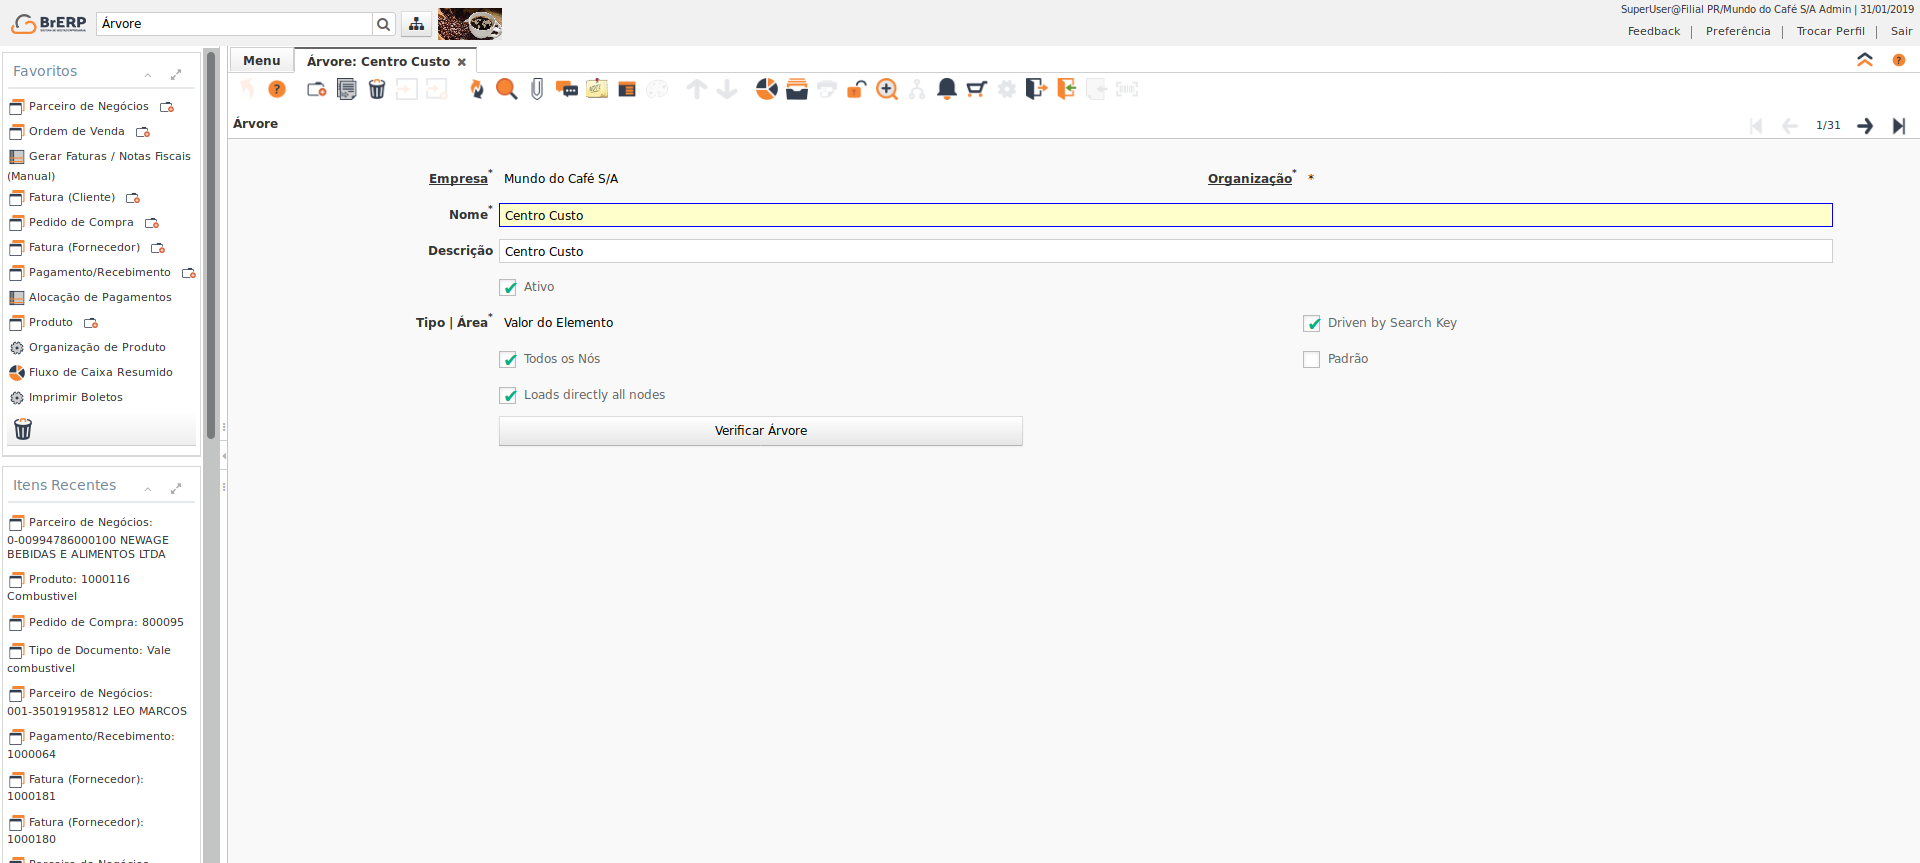 BrERP
Árvore
SuperUser@Filial PR/Mundo do Café S/A Admin | 31/01/2019
Feedback | Preferência | Trocar Perfil | Sair
Favoritos
Parceiro de Negócios
Ordem de Venda
Gerar Faturas / Notas Fiscais
(Manual)
Fatura (Cliente)
Pedido de Compra
Fatura (Fornecedor)
Pagamento/Recebimento
Alocação de Pagamentos
Produto
Organização de Produto
Fluxo de Caixa Resumido
Imprimir Boletos
Itens Recentes
Parceiro de Negócios:
0-00994786000100 NEWAGE
BEBIDAS E ALIMENTOS LTDA
Produto: 1000116
Combustivel
Pedido de Compra: 800095
Tipo de Documento: Vale
combustivel
Parceiro de Negócios:
001-35019195812 LEO MARCOS
Pagamento/Recebimento:
1000064
Fatura (Fornecedor):
1000181
Fatura (Fornecedor):
1000180
Parceiro de Negócios
Menu
Árvore: Centro Custo
Árvore
1/31
Empresa* Mundo do Café S/A
Organização* *
Nome* Centro Custo
Descrição Centro Custo
Ativo
Tipo | Área* Valor do Elemento
Driven by Search Key
Todos os Nós
Padrão
Loads directly all nodes
Verificar Árvore